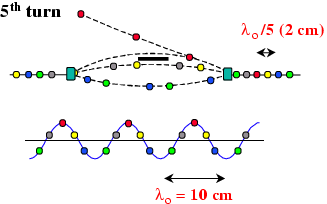 5th turn
λo/5 (2 cm)
λo = 10 cm